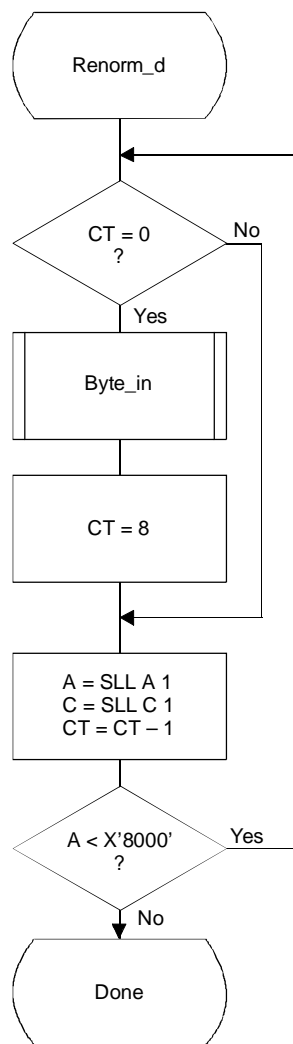 Renorm_d
CT = 0
?
No
Yes
Byte_in
CT = 8
A = SLL A 1
C = SLL C 1
CT = CT – 1
A < X'8000'
?
Yes
No
Done